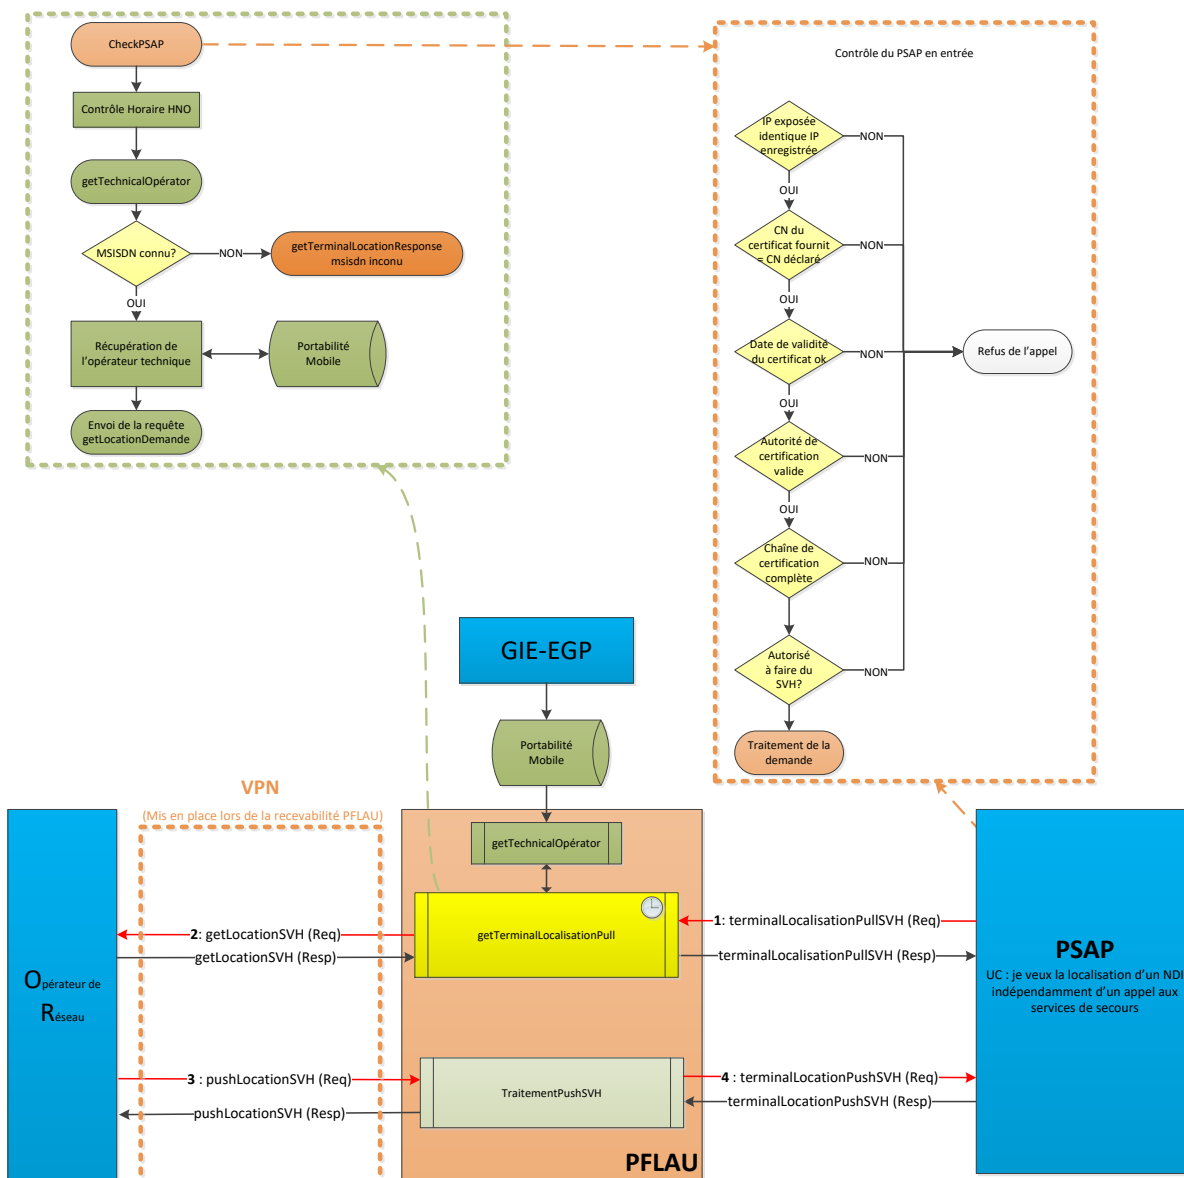 CheckPSAP
Contrôle Horaire HNO
getTechnicalOpérator
MSISDN connu?
NON
getTerminalLocationResponse
msisdn inconu
OUI
Récupération de
l'opérateur technique
Portabilité
Mobile
Envoi de la requête
getLocationDemande
Contrôle du PSAP en entrée
IP exposée
identique IP
enregistrée
NON
OUI
CN du
certificat fournit
= CN déclaré
NON
OUI
Date de validité
du certificat ok
NON
Refus de l'appel
OUI
Autorité de
certification
valide
NON
OUI
Chaîne de
certification
complète
NON
Autorisé
à faire du
SVH?
NON
Traitement de la
demande
GIE-EGP
Portabilité
Mobile
VPN
(Mis en place lors de la recevabilité PFLAU)
getTechnicalOpérator
getTerminalLocalisationPull
1: terminalLocalisationPullSVH (Req)
2: getLocationSVH (Req)
getLocationSVH (Resp)
terminalLocalisationPullSVH (Resp)
Opérateur de
Réseau
PSAP
UC : je veux la localisation d'un NDI
indépendamment d'un appel aux
services de secours
3 : pushLocationSVH (Req)
pushLocationSVH (Resp)
TraitementPushSVH
4 : terminalLocationPushSVH (Req)
terminalLocationPushSVH (Resp)
PFLAU